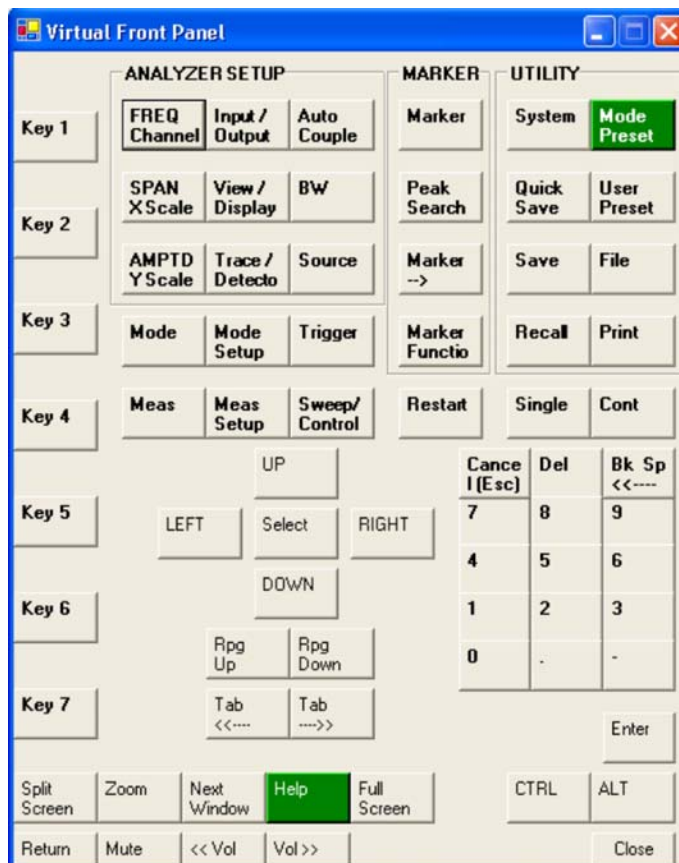 Virtual Front Panel
ANALYZER SETUP MARKER UTILITY
Key 1
FREQ Channel
Input / Output
Auto Couple
Marker
System
Mode Preset
Key 2
SPAN X Scale
View / Display
BW
Peak Search
Quick Save
User Preset
AMPTD Y Scale
Trace / Detecto
Source
Marker -->
Save
File
Key 3
Mode
Mode Setup
Trigger
Marker Functio
Recall
Print
Key 4
Meas
Meas Setup
Sweep/ Control
Restart
Single
Cont
UP
Cance l (Esc)
Del
Bk Sp <<----
Key 5
LEFT
Select
RIGHT
7 8 9
4 5 6
DOWN
Key 6
1 2 3
Rpg Up
Rpg Down
0 . -
Key 7
Tab <<----
Tab ---->>
Enter
Split Screen
Zoom
Next Window
Help
Full Screen
CTRL
ALT
Return
Mute
<< Vol
Vol >>
Close